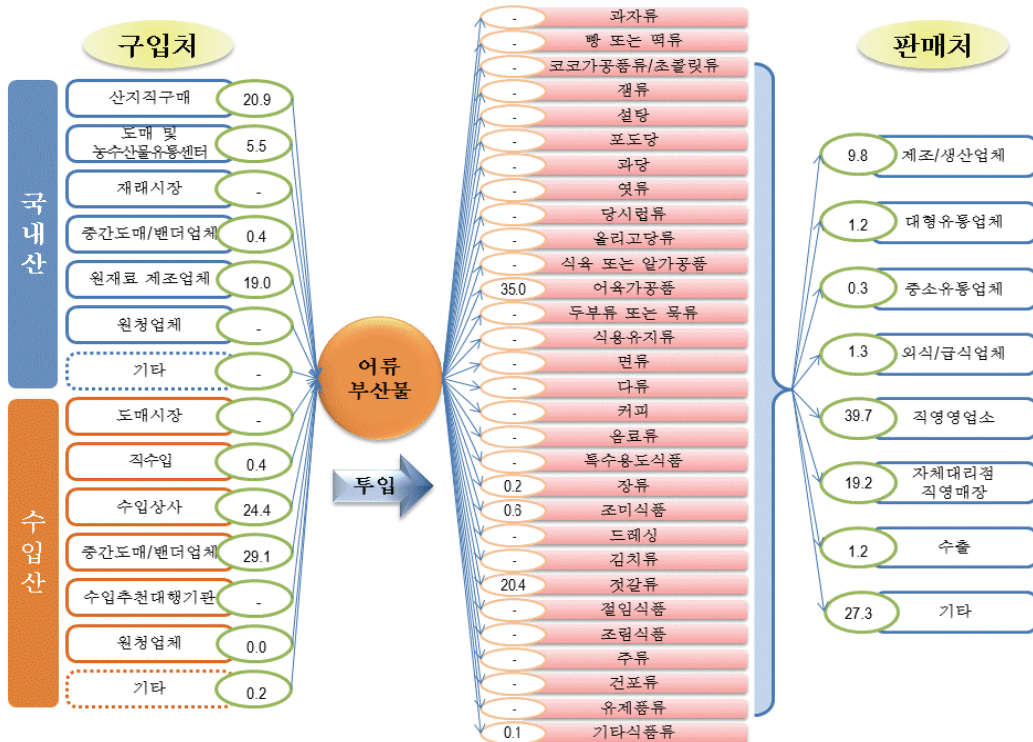 구입처
판매처
국내산
산지직구매 20.9
도매 및
농수산물유통센터 5.5
재래시장 -
중간도매/밴더업체 0.4
원재료 제조업체 19.0
원청업체 -
기타 -
수입산
도매시장 -
직수입 0.4
수입상사 24.4
중간도매/밴더업체 29.1
수입추천대행기관 -
원청업체 0.0
기타 0.2
어류
부산물
투입
- 과자류
- 빵 또는 떡류
- 코코가공품류/초콜릿류
- 잼류
- 설탕
- 포도당
- 과당
- 엿류
- 당시럽류
- 올리고당류
- 식육 또는 알가공품
35.0 어육가공품
- 두부류 또는 묵류
- 식용유지류
- 면류
- 다류
- 커피
- 음료류
- 특수용도식품
0.2 장류
0.6 조미식품
- 드레싱
- 김치류
20.4 젓갈류
- 절임식품
- 조림식품
- 주류
- 건포류
- 유제품류
0.1 기타식품류
9.8 제조/생산업체
1.2 대형유통업체
0.3 중소유통업체
1.3 외식/급식업체
39.7 직영영업소
19.2 자체대리점
직영매장
1.2 수출
27.3 기타